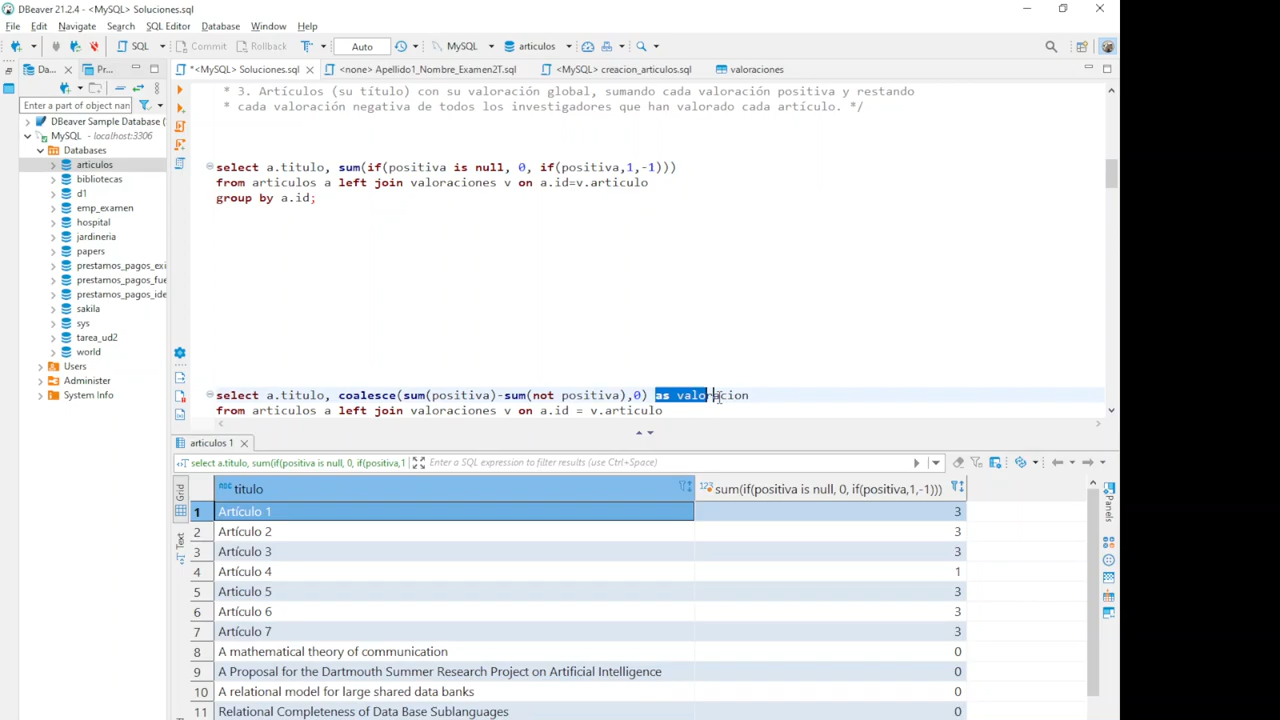 DBeaver 21.2.4 - <MySQL> Soluciones.sql
File Edit Navigate Search SQL Editor Database Window Help
SQL Commit Rollback Auto MySQL articulos
Da... Pr... *<MySQL> Soluciones.sql <none> Apellido1_Nombre_Examen2T.sql <MySQL> creacion_articulos.sql valoraciones
Enter a part of object nam
DBeaver Sample Database (
MySQL - localhost:3306
Databases
articulos
bibliotecas
d1
emp_examen
hospital
jardineria
papers
prestamos_pagos_exi
prestamos_pagos_fue
prestamos_pagos_ide
sakila
sys
tarea_ud2
world
Users
Administer
System Info
* 3. Artículos (su título) con su valoración global, sumando cada valoración positiva y restando
* cada valoración negativa de todos los investigadores que han valorado cada artículo. */
select a.titulo, sum(if(positiva is null, 0, if(positiva,1,-1)))
from articulos a left join valoraciones v on a.id=v.articulo
group by a.id;
select a.titulo, coalesce(sum(positiva)-sum(not positiva),0) as valoracion
from articulos a left join valoraciones v on a.id = v.articulo
articulos 1
select a.titulo, sum(if(positiva is null, 0, if(positiva,1 Enter a SQL expression to filter results (use Ctrl+Space)
Grid
Text
Panels
titulo 123 sum(if(positiva is null, 0, if(positiva,1,-1)))
1 Artículo 1 3
2 Artículo 2 3
3 Artículo 3 3
4 Artículo 4 1
5 Articulo 5 3
6 Artículo 6 3
7 Artículo 7 3
8 A mathematical theory of communication 0
9 A Proposal for the Dartmouth Summer Research Project on Artificial Intelligence 0
10 A relational model for large shared data banks 0
11 Relational Completeness of Data Base Sublanguages 0